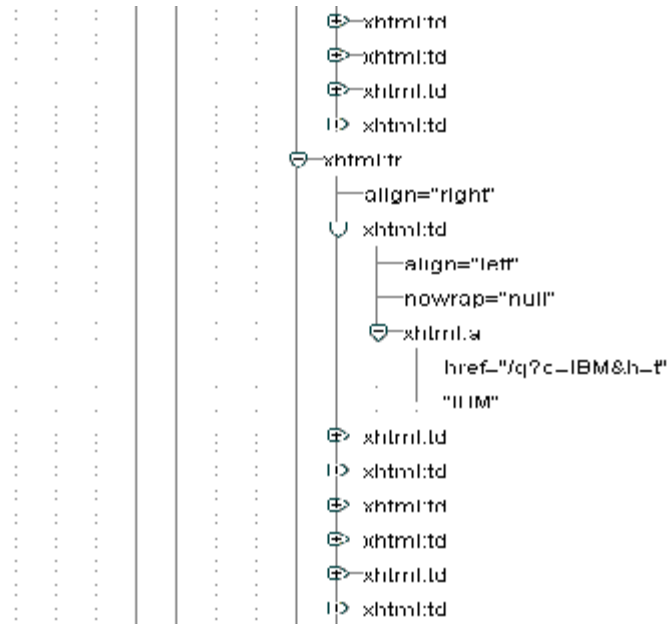 xhtml:td
xhtml:td
xhtml:td
xhtml:td
xhtml:tr
align="right"
xhtml:td
align="left"
nowrap="null"
xhtml:a
href="/q?c=IBM&h=t"
"IBM"
xhtml:td
xhtml:td
xhtml:td
xhtml:td
xhtml:td
xhtml:td